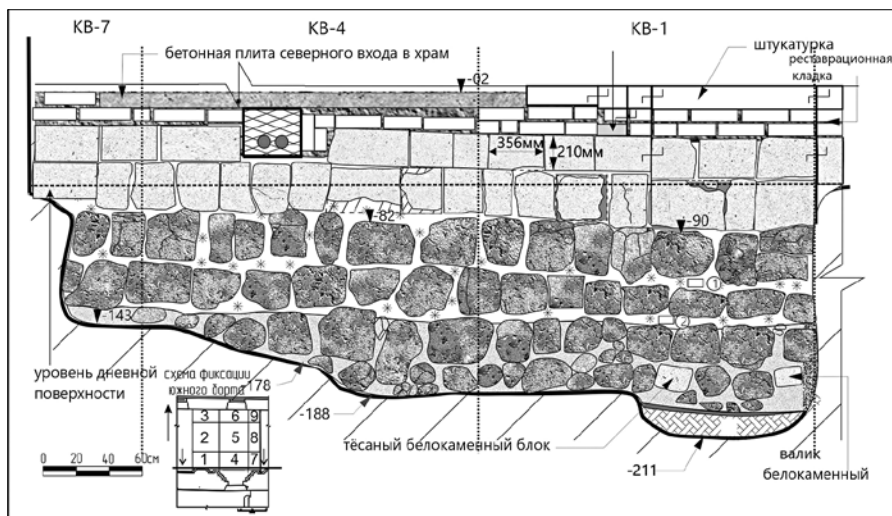 КВ-7
КВ-4
КВ-1
бетонная плита северного входа в храм
штукатурка
реставрационная
кладка
-02
356мм
210мм
-82
-90
1
2
-143
уровень дневной
поверхности
схема фиксации
южного борта
-178
-188
3 6 9
2 5 8
1 4 7
0 20 40 60см
тёсаный белокаменный блок
-211
валик
белокаменный